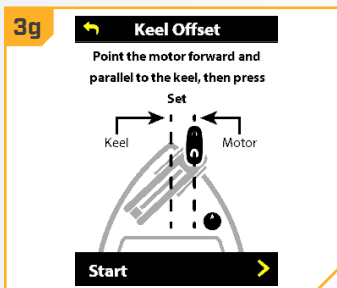 3g
Keel Offset
Point the motor forward and
parallel to the keel, then press
Set
Keel
Motor
Start